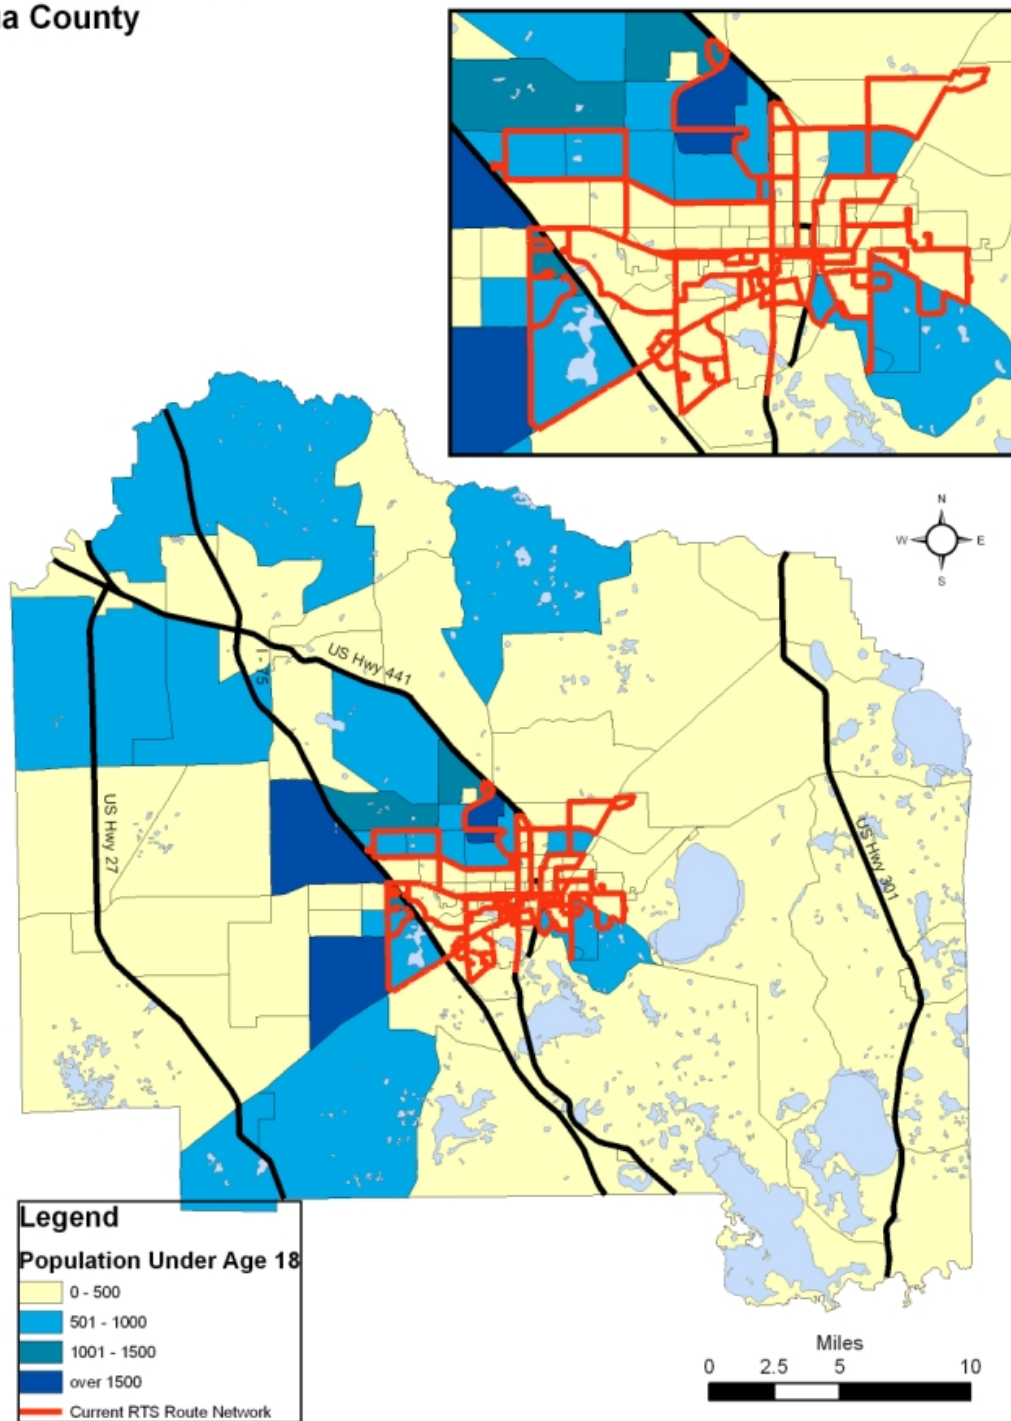 a County
N
W
E
S
US Hwy 441
I - 75
US Hwy 27
US Hwy 301
Legend
Population Under Age 18
0 - 500
501 - 1000
1001 - 1500
over 1500
Current RTS Route Network
Miles
0 2.5 5 10